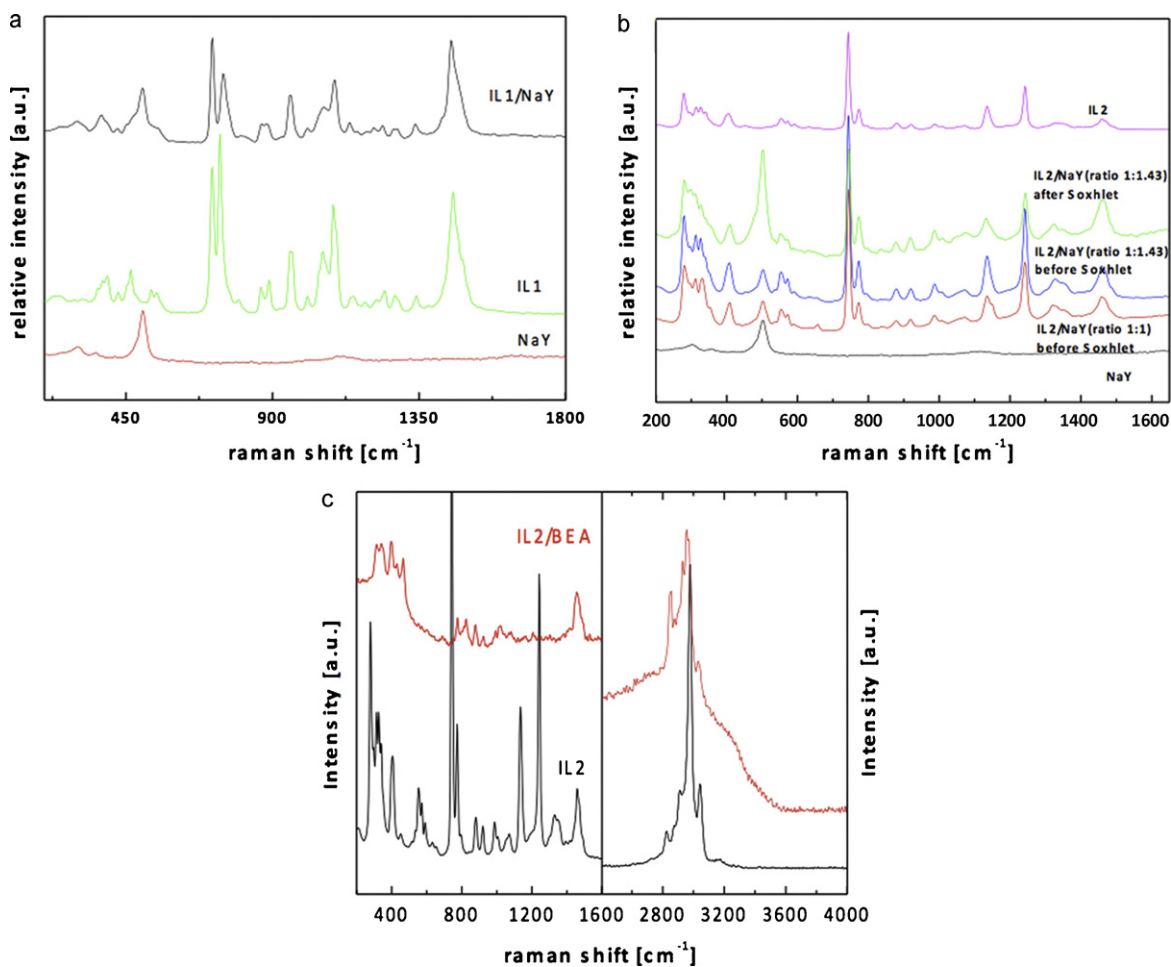 a
relative intensity [a.u.]
IL1/NaY
IL1
NaY
450 900 1350 1800
raman shift [cm-1]
b
relative intensity [a.u.]
IL2
IL2/NaY(ratio 1:1.43)
after Soxhlet
IL2/NaY(ratio 1:1.43)
before Soxhlet
IL2/NaY(ratio 1:1)
before Soxhlet
NaY
200 400 600 800 1000 1200 1400 1600
raman shift [cm-1]
c
Intensity [a.u.]
IL2/BEA
IL2
Intensity [a.u.]
400 800 1200 1600 2800 3200 3600 4000
raman shift [cm-1]